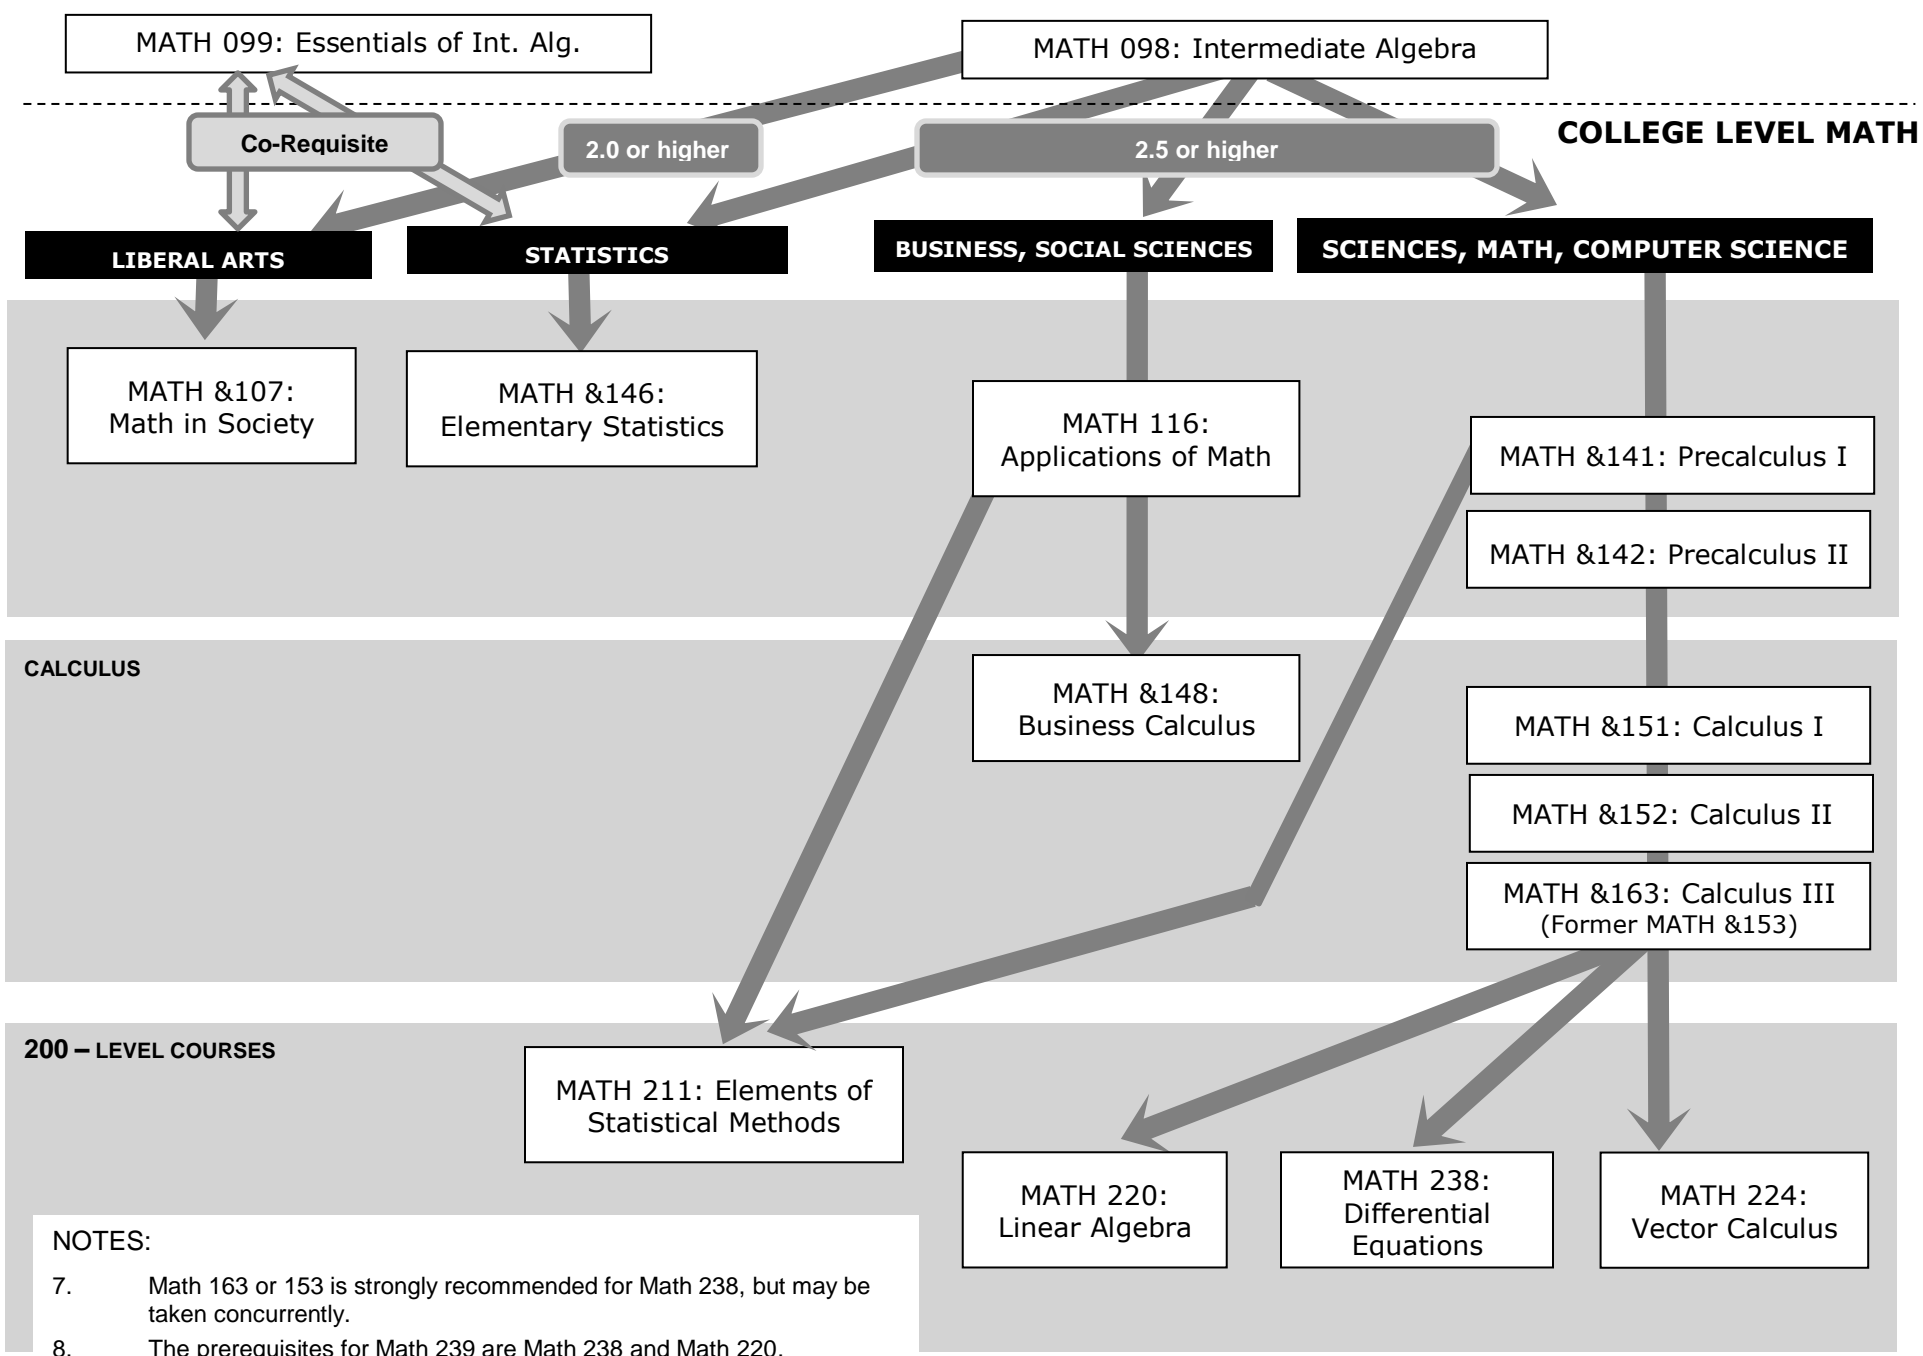 MATH 099: Essentials of Int. Alg.
MATH 098: Intermediate Algebra
COLLEGE LEVEL MATH
Co-Requisite
2.0 or higher
2.5 or higher
LIBERAL ARTS
STATISTICS
BUSINESS, SOCIAL SCIENCES
SCIENCES, MATH, COMPUTER SCIENCE
MATH &107:
Math in Society
MATH &146:
Elementary Statistics
MATH 116:
Applications of Math
MATH &141: Precalculus I
MATH &142: Precalculus II
CALCULUS
MATH &148:
Business Calculus
MATH &151: Calculus I
MATH &152: Calculus II
MATH &163: Calculus III
(Former MATH &153)
200 – LEVEL COURSES
MATH 211: Elements of
Statistical Methods
MATH 220:
Linear Algebra
MATH 238:
Differential
Equations
MATH 224:
Vector Calculus
NOTES:
7. Math 163 or 153 is strongly recommended for Math 238, but may be
taken concurrently.
8. The prerequisites for Math 239 are Math 238 and Math 220.